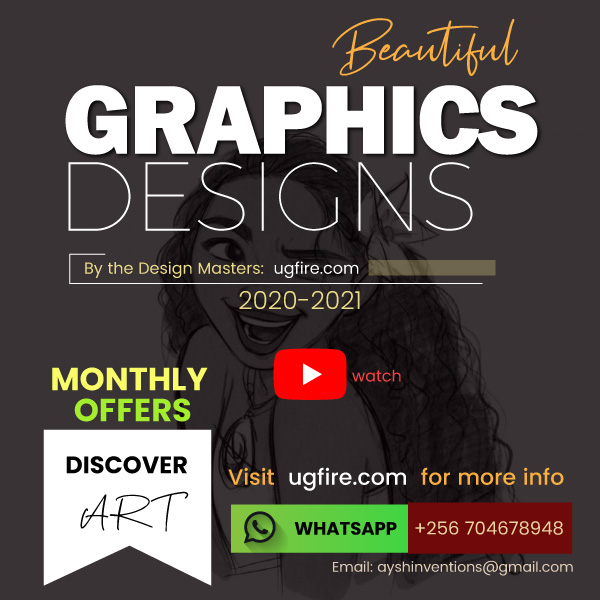 Beautiful
GRAPHICS
DESIGNS
By the Design Masters: ugfire.com
2020-2021
watch
MONTHLY
OFFERS
DISCOVER
ART
Visit ugfire.com for more info
WHATSAPP +256 704678948
Email: ayshinventions@gmail.com